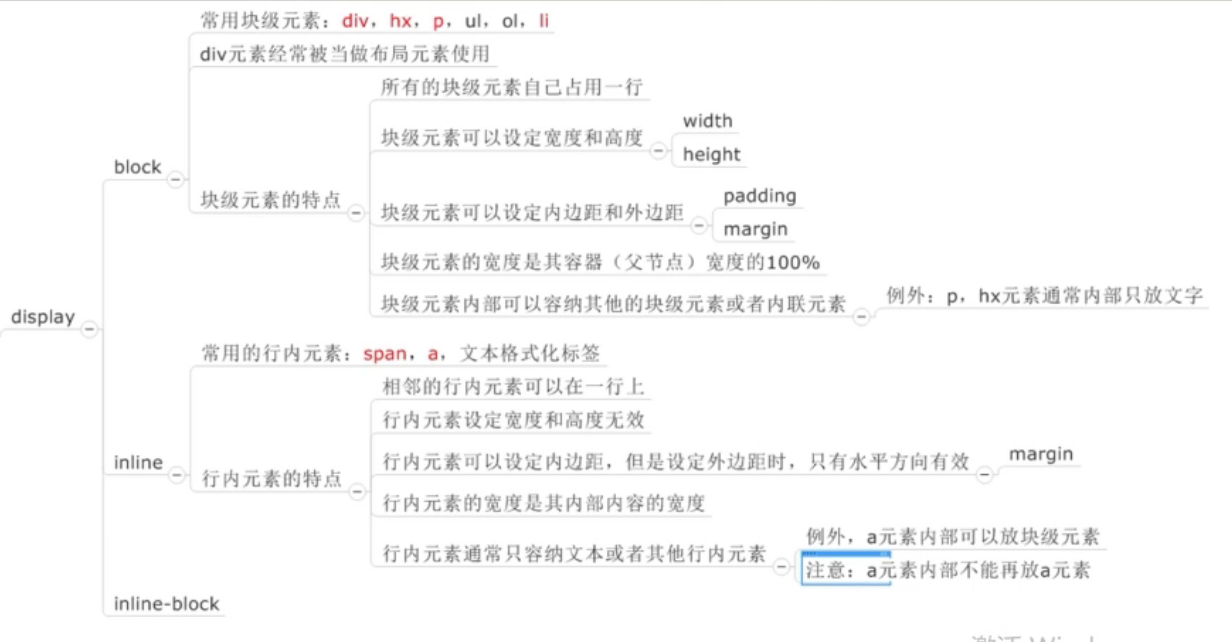 常用块级元素：div，hx，p，ul，ol，li
div元素经常被当做布局元素使用
所有的块级元素自己占用一行
width
块级元素可以设定宽度和高度
height
block
padding
块级元素的特点
块级元素可以设定内边距和外边距
margin
块级元素的宽度是其容器（父节点）宽度的100%
例外：p，hx元素通常内部只放文字
块级元素内部可以容纳其他的块级元素或者内联元素
display
常用的行内元素：span，a，文本格式化标签
相邻的行内元素可以在一行上
行内元素设定宽度和高度无效
margin
inline
行内元素可以设定内边距，但是设定外边距时，只有水平方向有效
行内元素的特点
行内元素的宽度是其内部内容的宽度
例外，a元素内部可以放块级元素
行内元素通常只容纳文本或者其他行内元素
注意：a元素内部不能再放a元素
inline-block